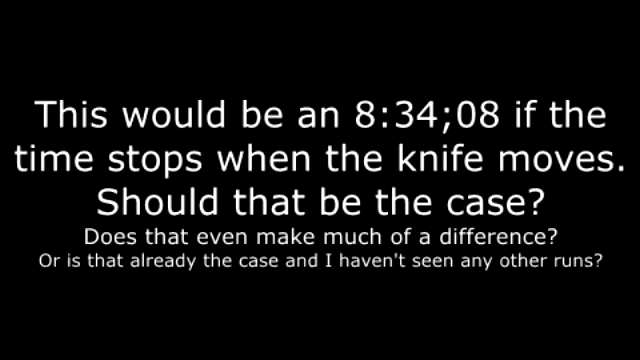 This would be an 8:34;08 if the
time stops when the knife moves.
Should that be the case?
Does that even make much of a difference?
Or is that already the case and I haven't seen any other runs?